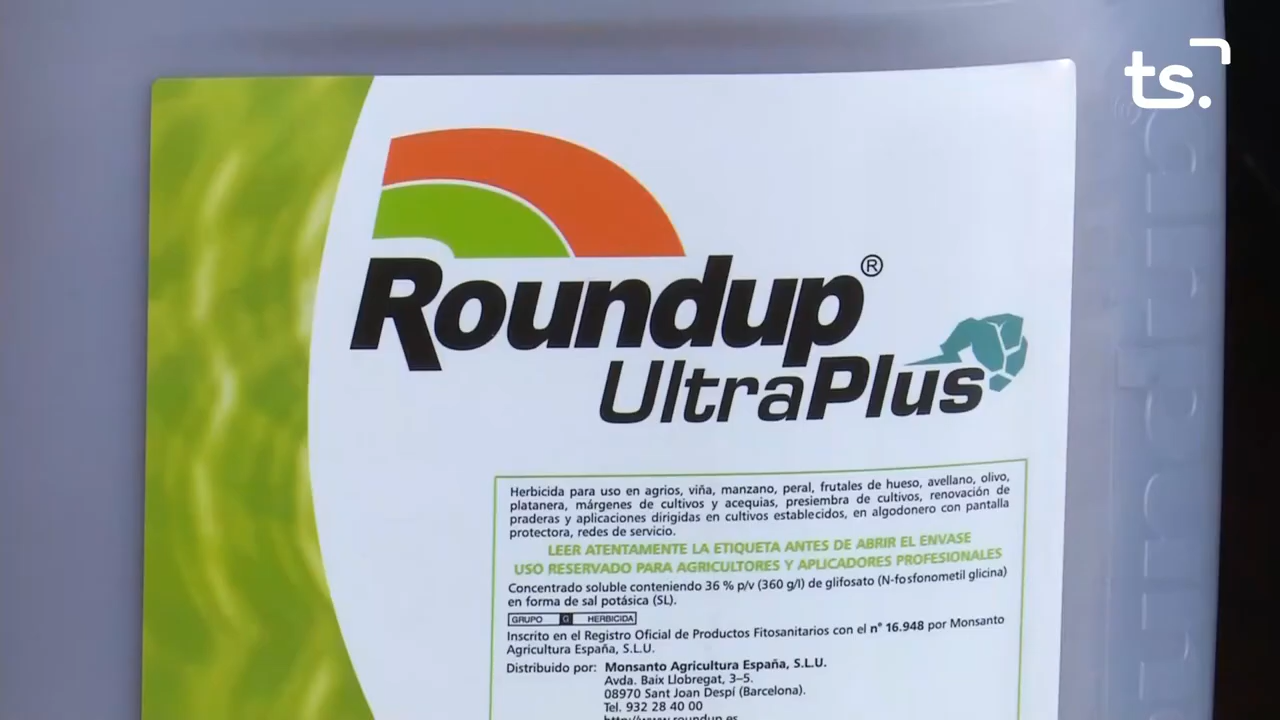 ts.
Roundup®
UltraPlus
Herbicida para uso en agrios, viña, manzano, peral, frutales de hueso, avellano, olivo,
platanera, márgenes de cultivos y acequias, presiembra de cultivos, renovación de
praderas y aplicaciones dirigidas en cultivos establecidos, en algodonero con pantalla
protectora, redes de servicio.
LEER ATENTAMENTE LA ETIQUETA ANTES DE ABRIR EL ENVASE
USO RESERVADO PARA AGRICULTORES Y APLICADORES PROFESIONALES
Concentrado soluble conteniendo 36 % p/v (360 g/l) de glifosato (N-fosfonometil glicina)
en forma de sal potásica (SL).
GRUPO G HERBICIDA
Inscrito en el Registro Oficial de Productos Fitosanitarios con el n° 16.948 por Monsanto
Agricultura España, S.L.U.
Distribuido por: Monsanto Agricultura España, S.L.U.
Avda. Baix Llobregat, 3–5.
08970 Sant Joan Despí (Barcelona).
Tel. 932 28 40 00
http://www.roundup.es